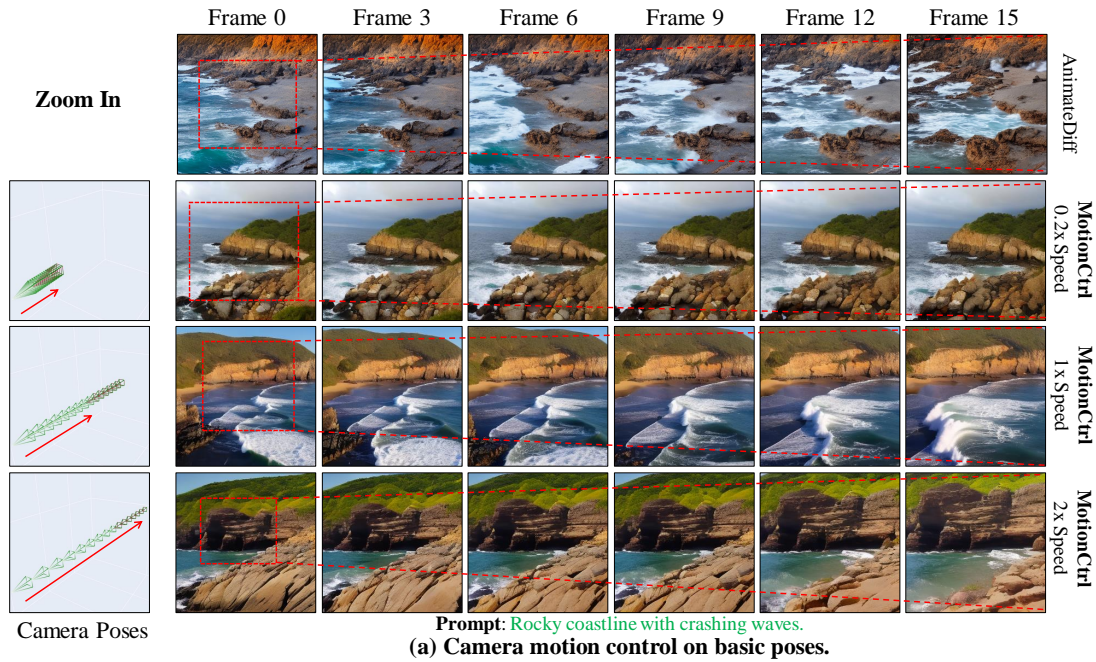 Frame 0 Frame 3 Frame 6 Frame 9 Frame 12 Frame 15
Zoom In
AnimateDiff
MotionCtrl
0.2x Speed
MotionCtrl
1x Speed
MotionCtrl
2x Speed
Camera Poses
Prompt: Rocky coastline with crashing waves.
(a) Camera motion control on basic poses.